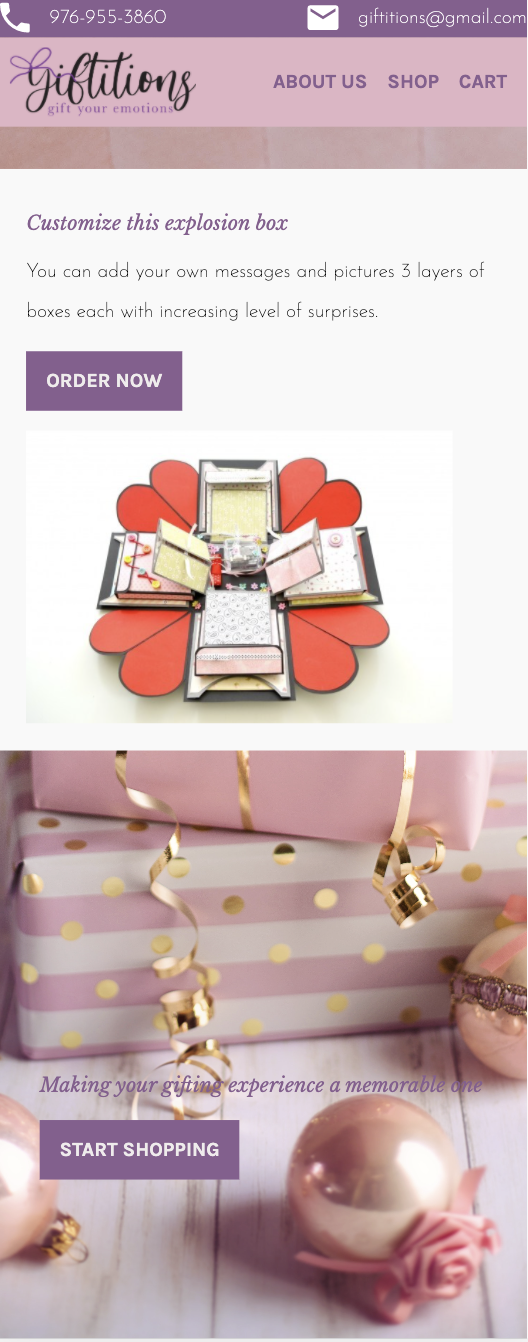 976-955-3860
giftitions@gmail.com
Giftitions
gift your emotions
ABOUT US SHOP CART
Customize this explosion box
You can add your own messages and pictures 3 layers of
boxes each with increasing level of surprises.
ORDER NOW
Making your gifting experience a memorable one
START SHOPPING